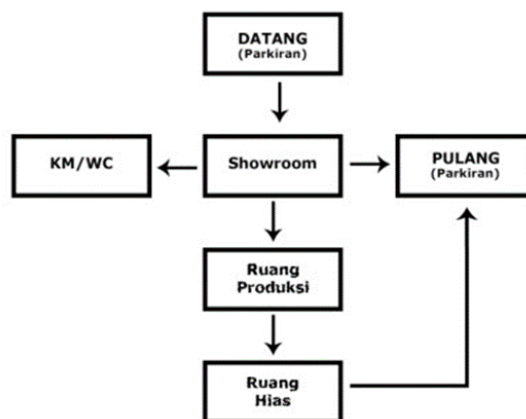 DATANG
(Parkiran)
KM/WC
Showroom
PULANG
(Parkiran)
Ruang
Produksi
Ruang
Hias